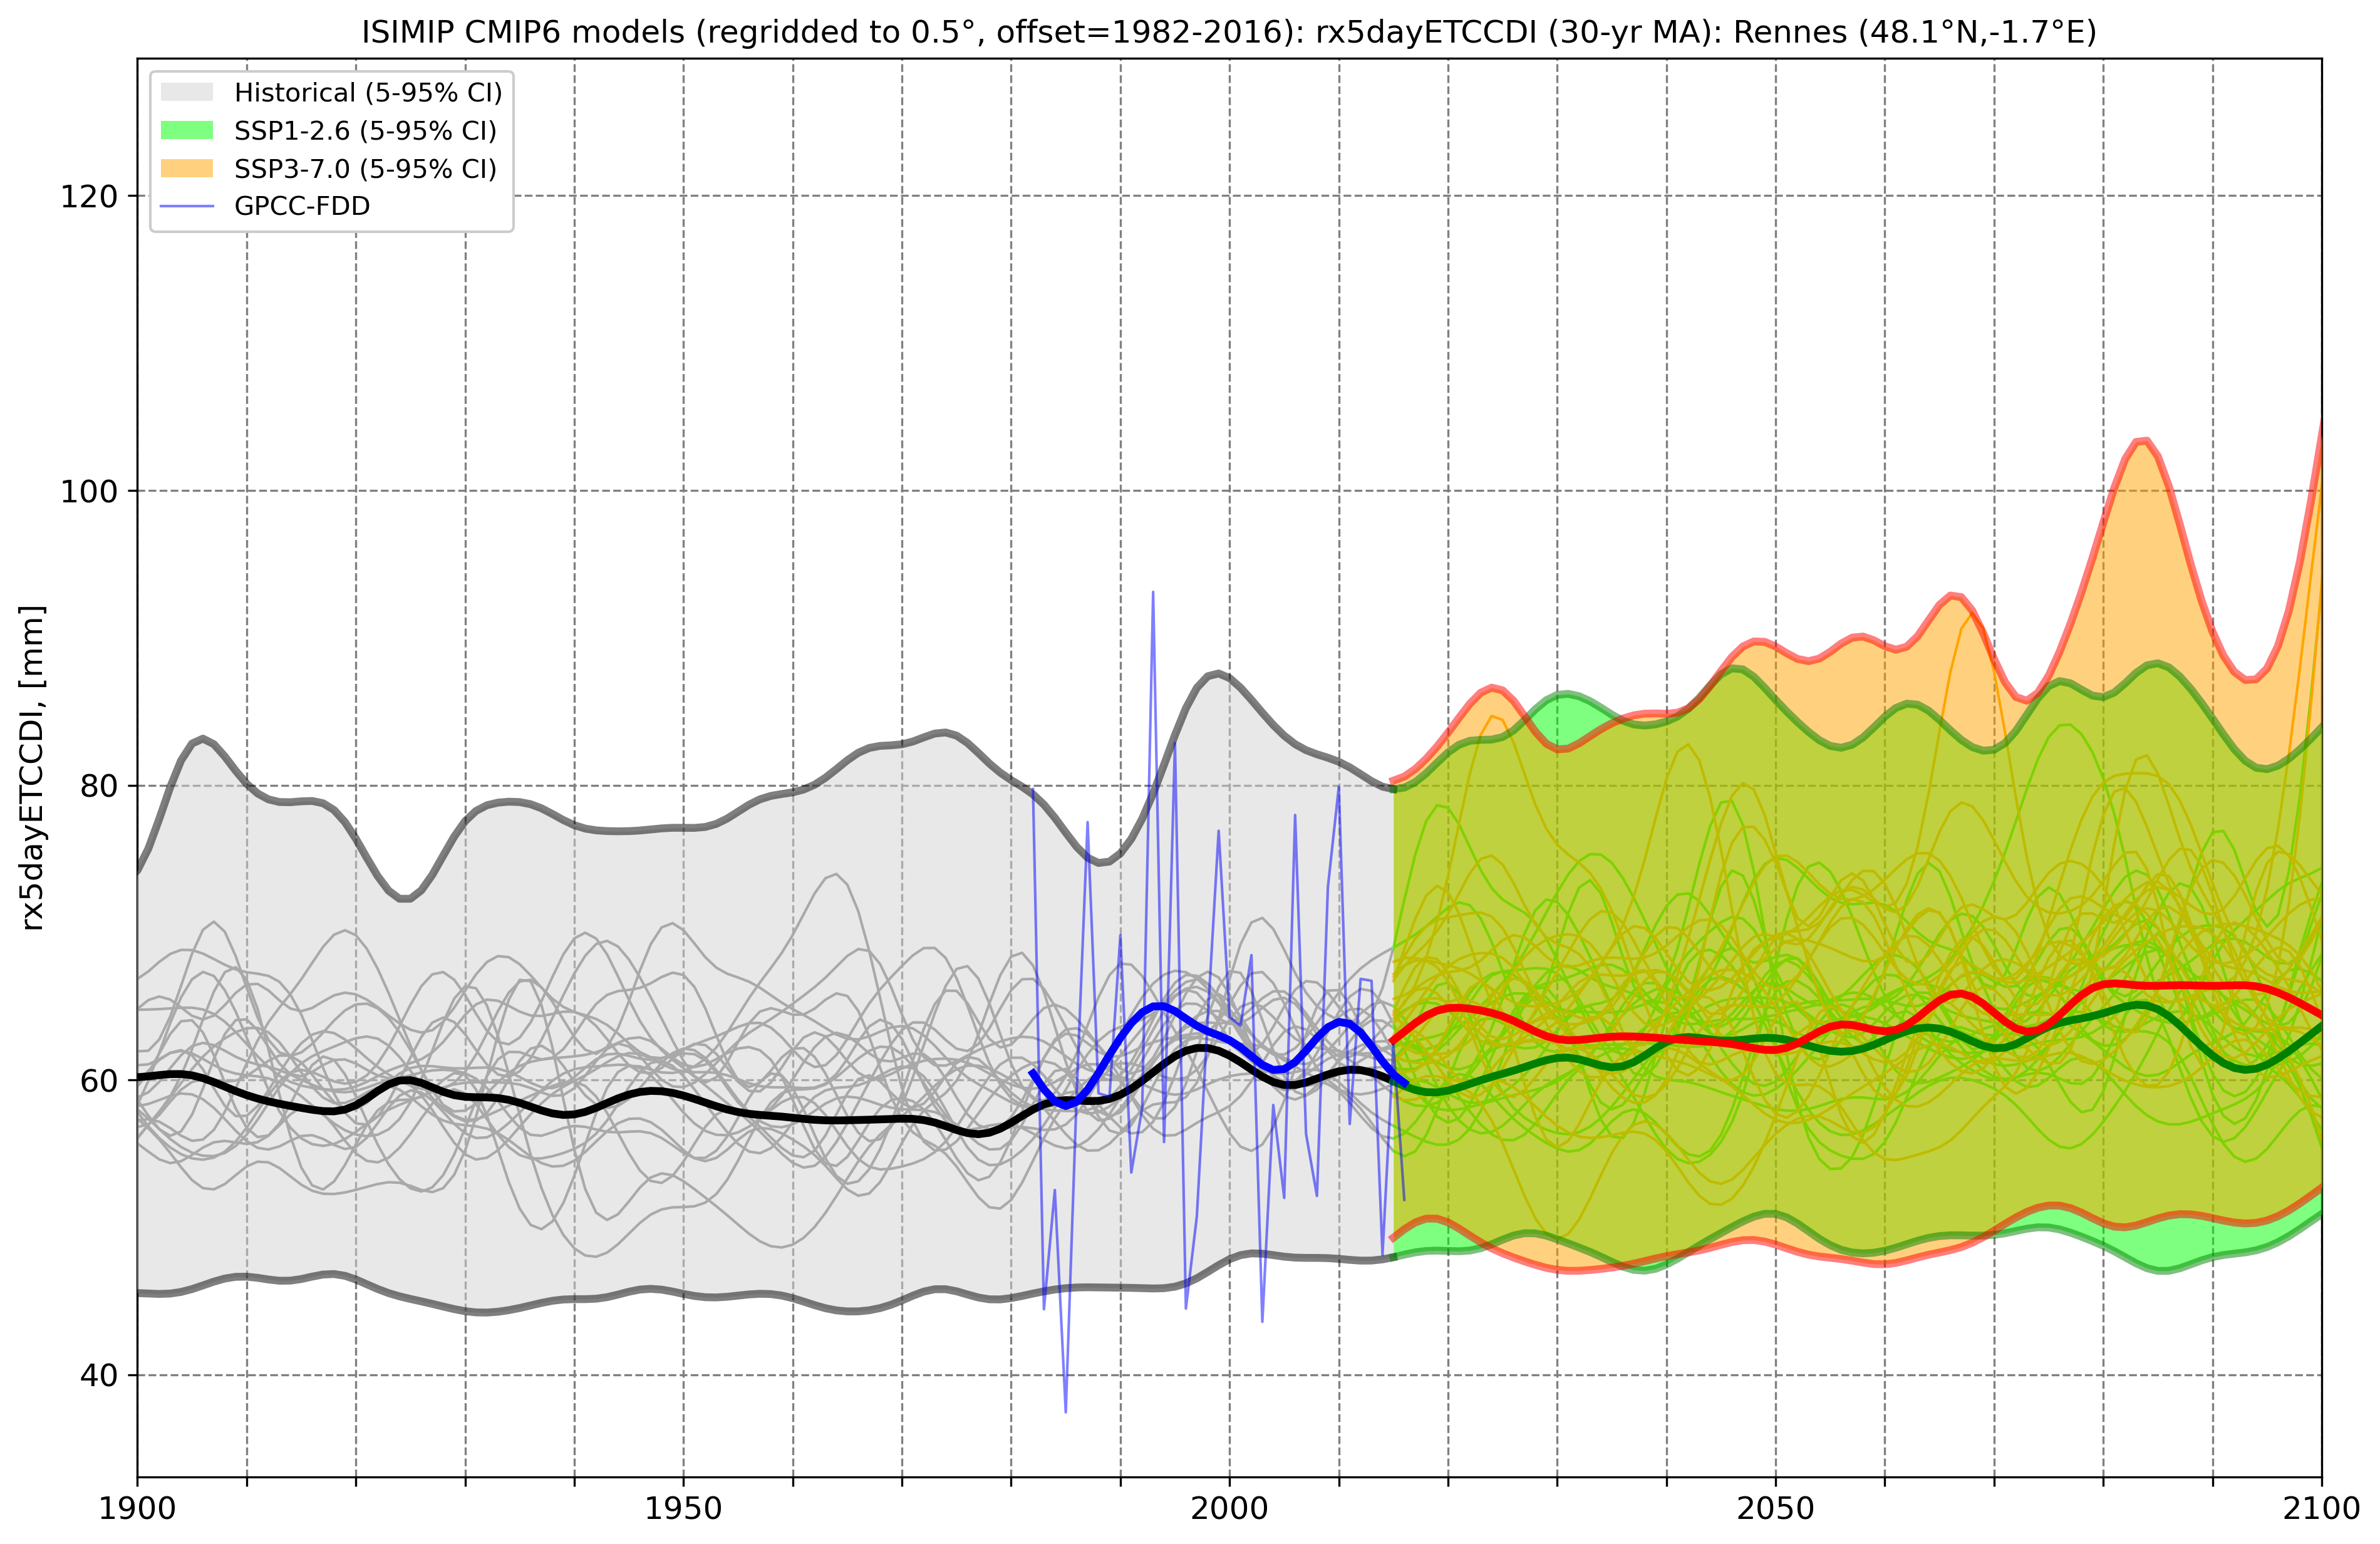 ISIMIP CMIP6 models (regridded to 0.5°, offset=1982-2016): rx5dayETCCDI (30-yr MA): Rennes (48.1°N,-1.7°E)
Historical (5-95% CI)
SSP1-2.6 (5-95% CI)
SSP3-7.0 (5-95% CI)
GPCC-FDD
rx5dayETCCDI, [mm]
120
100
80
60
40
1900
1950
2000
2050
2100